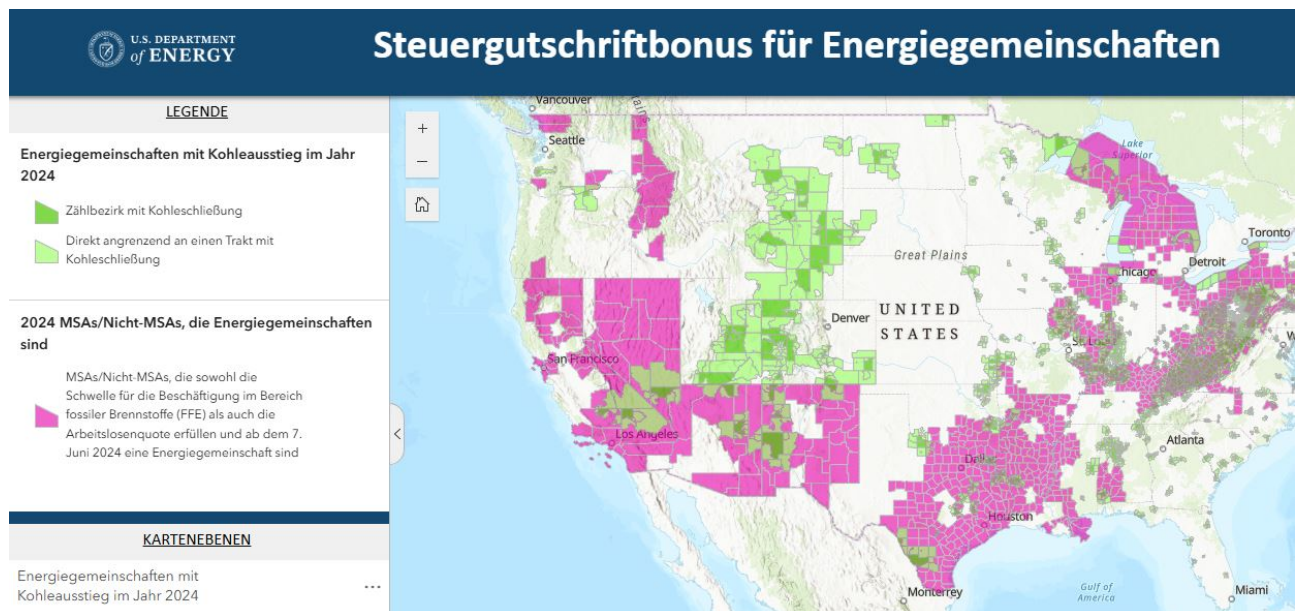 U.S. DEPARTMENT
of ENERGY
Steuergutschriftbonus für Energiegemeinschaften
LEGENDE
Energiegemeinschaften mit Kohleausstieg im Jahr
2024
Zählbezirk mit Kohleschließung
Direkt angrenzend an einen Trakt mit
Kohleschließung
2024 MSAs/Nicht-MSAs, die Energiegemeinschaften
sind
MSAs/Nicht-MSAs, die sowohl die
Schwelle für die Beschäftigung im Bereich
fossiler Brennstoffe (FFE) als auch die
Arbeitslosenquote erfüllen und ab dem 7.
Juni 2024 eine Energiegemeinschaft sind
KARTENEBENEN
Energiegemeinschaften mit
Kohleausstieg im Jahr 2024
...
+
−
<
Vancouver
Seattle
Lake
Superior
Toronto
Great Plains
Detroit
Chicago
Denver
UNITED
STATES
San Francisco
Los Angeles
Atlanta
Dallas
Houston
Monterrey
Gulf of
America
Miami